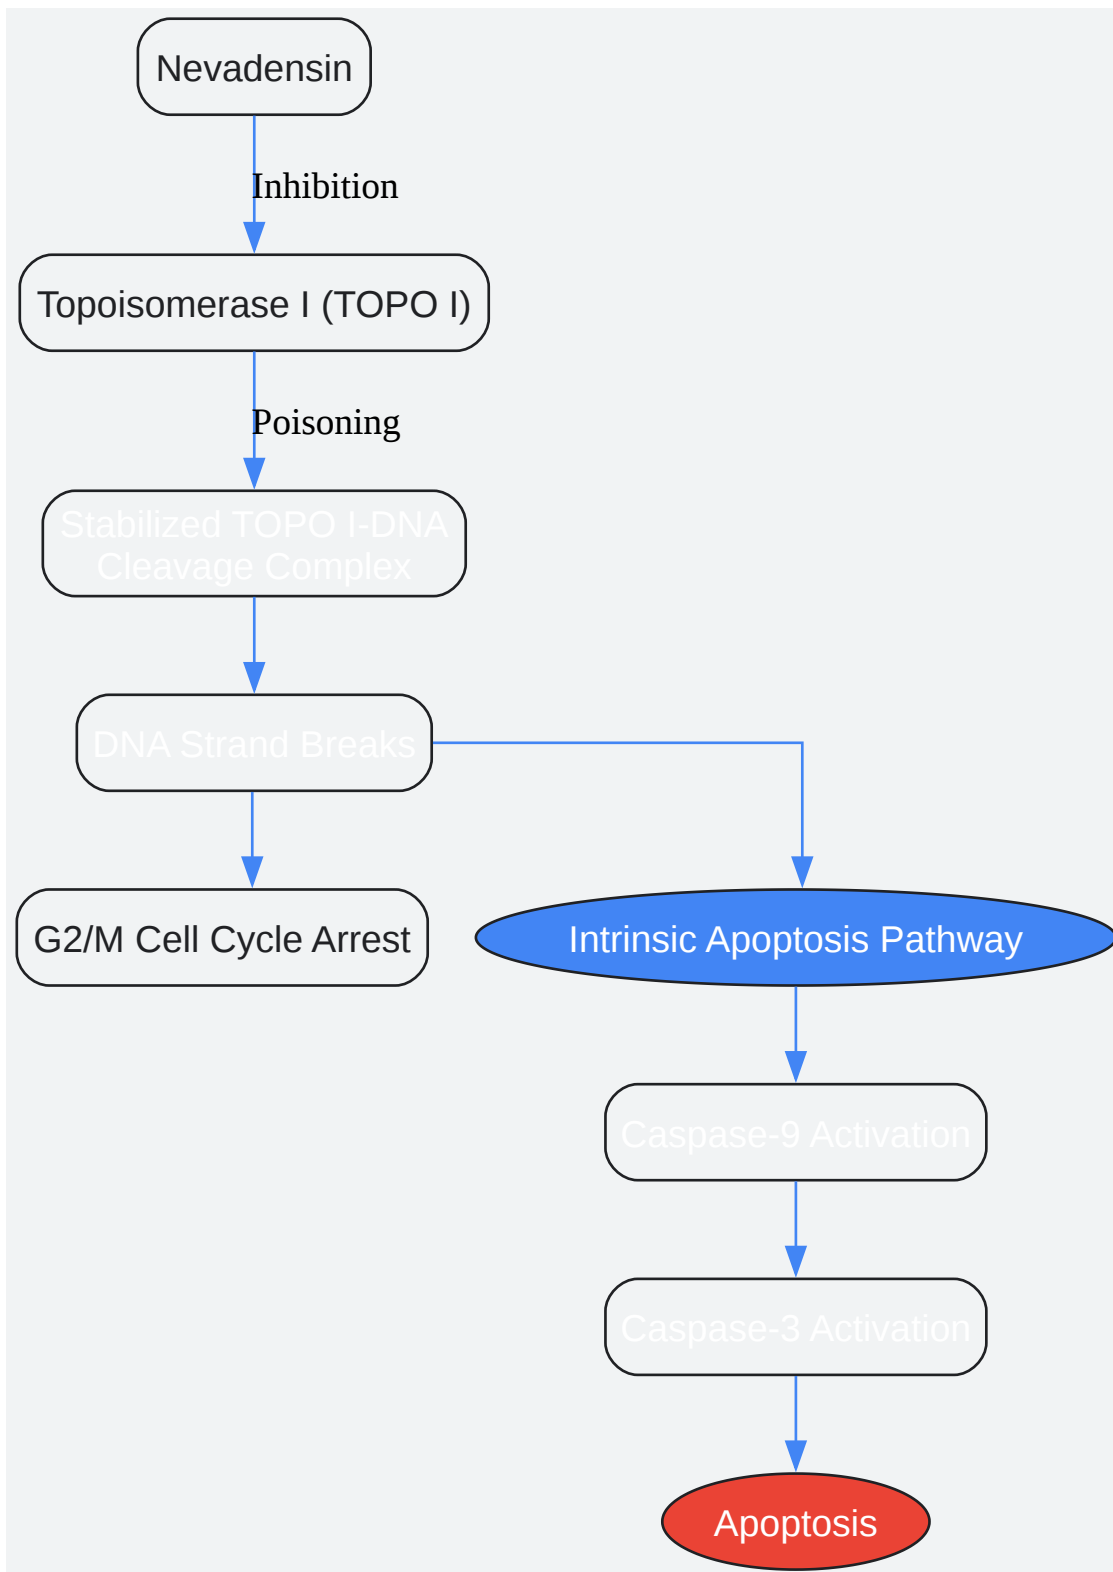 Nevadensin
Inhibition
Topoisomerase I (TOPO I)
Poisoning
Stabilized TOPO I-DNA
Cleavage Complex
DNA Strand Breaks
G2/M Cell Cycle Arrest
Intrinsic Apoptosis Pathway
Caspase-9 Activation
Caspase-3 Activation
Apoptosis